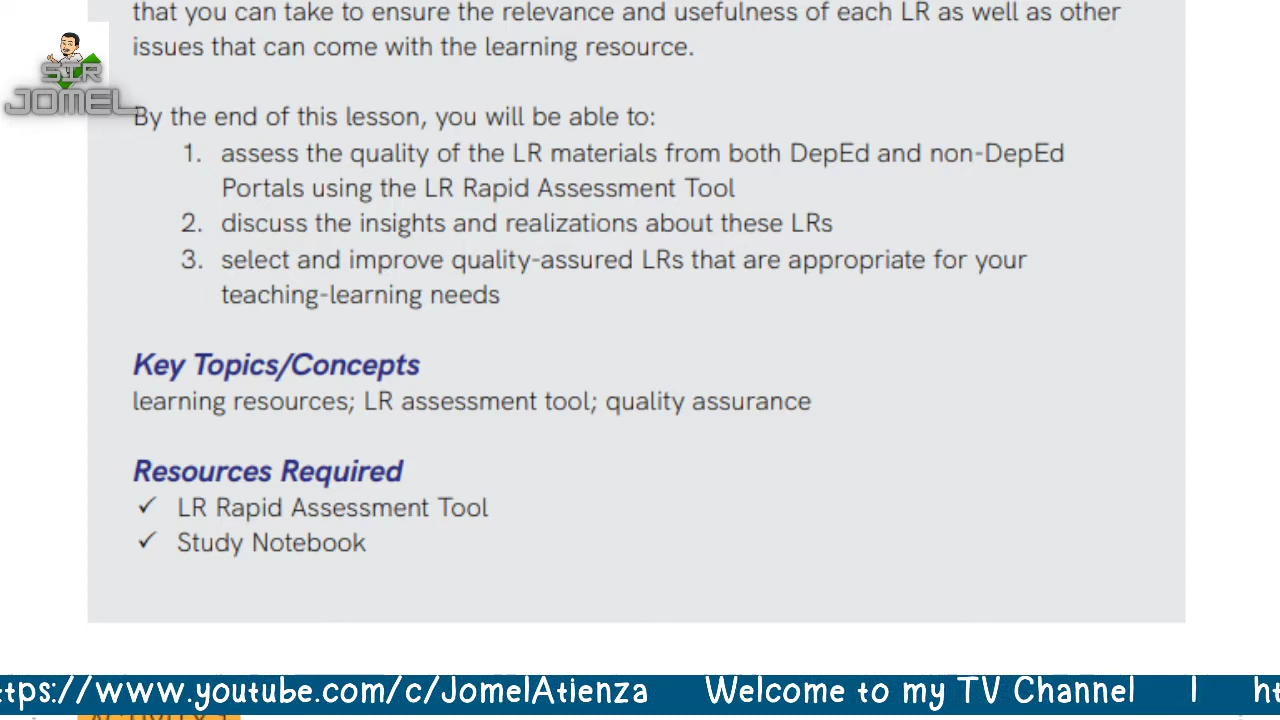 that you can take to ensure the relevance and usefulness of each LR as well as other
issues that can come with the learning resource.
SIR
JOMEL
By the end of this lesson, you will be able to:
1. assess the quality of the LR materials from both DepEd and non-DepEd
Portals using the LR Rapid Assessment Tool
2. discuss the insights and realizations about these LRs
3. select and improve quality-assured LRs that are appropriate for your
teaching-learning needs
Key Topics/Concepts
learning resources; LR assessment tool; quality assurance
Resources Required
✓ LR Rapid Assessment Tool
✓ Study Notebook
ttps://www.youtube.com/c/JomelAtienza Welcome to my TV Channel | ht